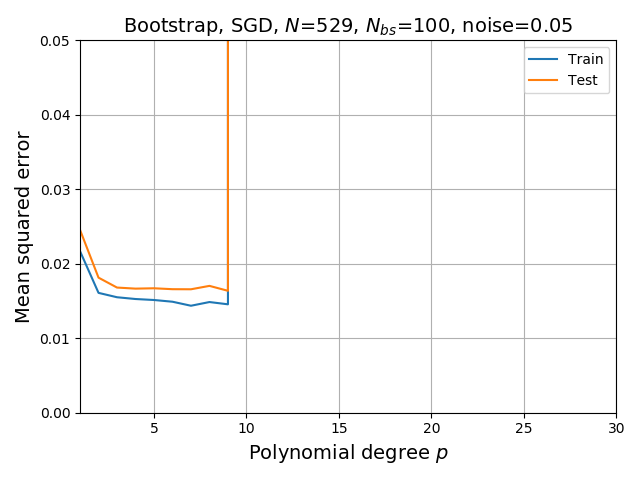 Bootstrap, SGD, N=529, N_bs=100, noise=0.05
Train
Test
Mean squared error
0.05
0.04
0.03
0.02
0.01
0.00
5
10
15
20
25
30
Polynomial degree p